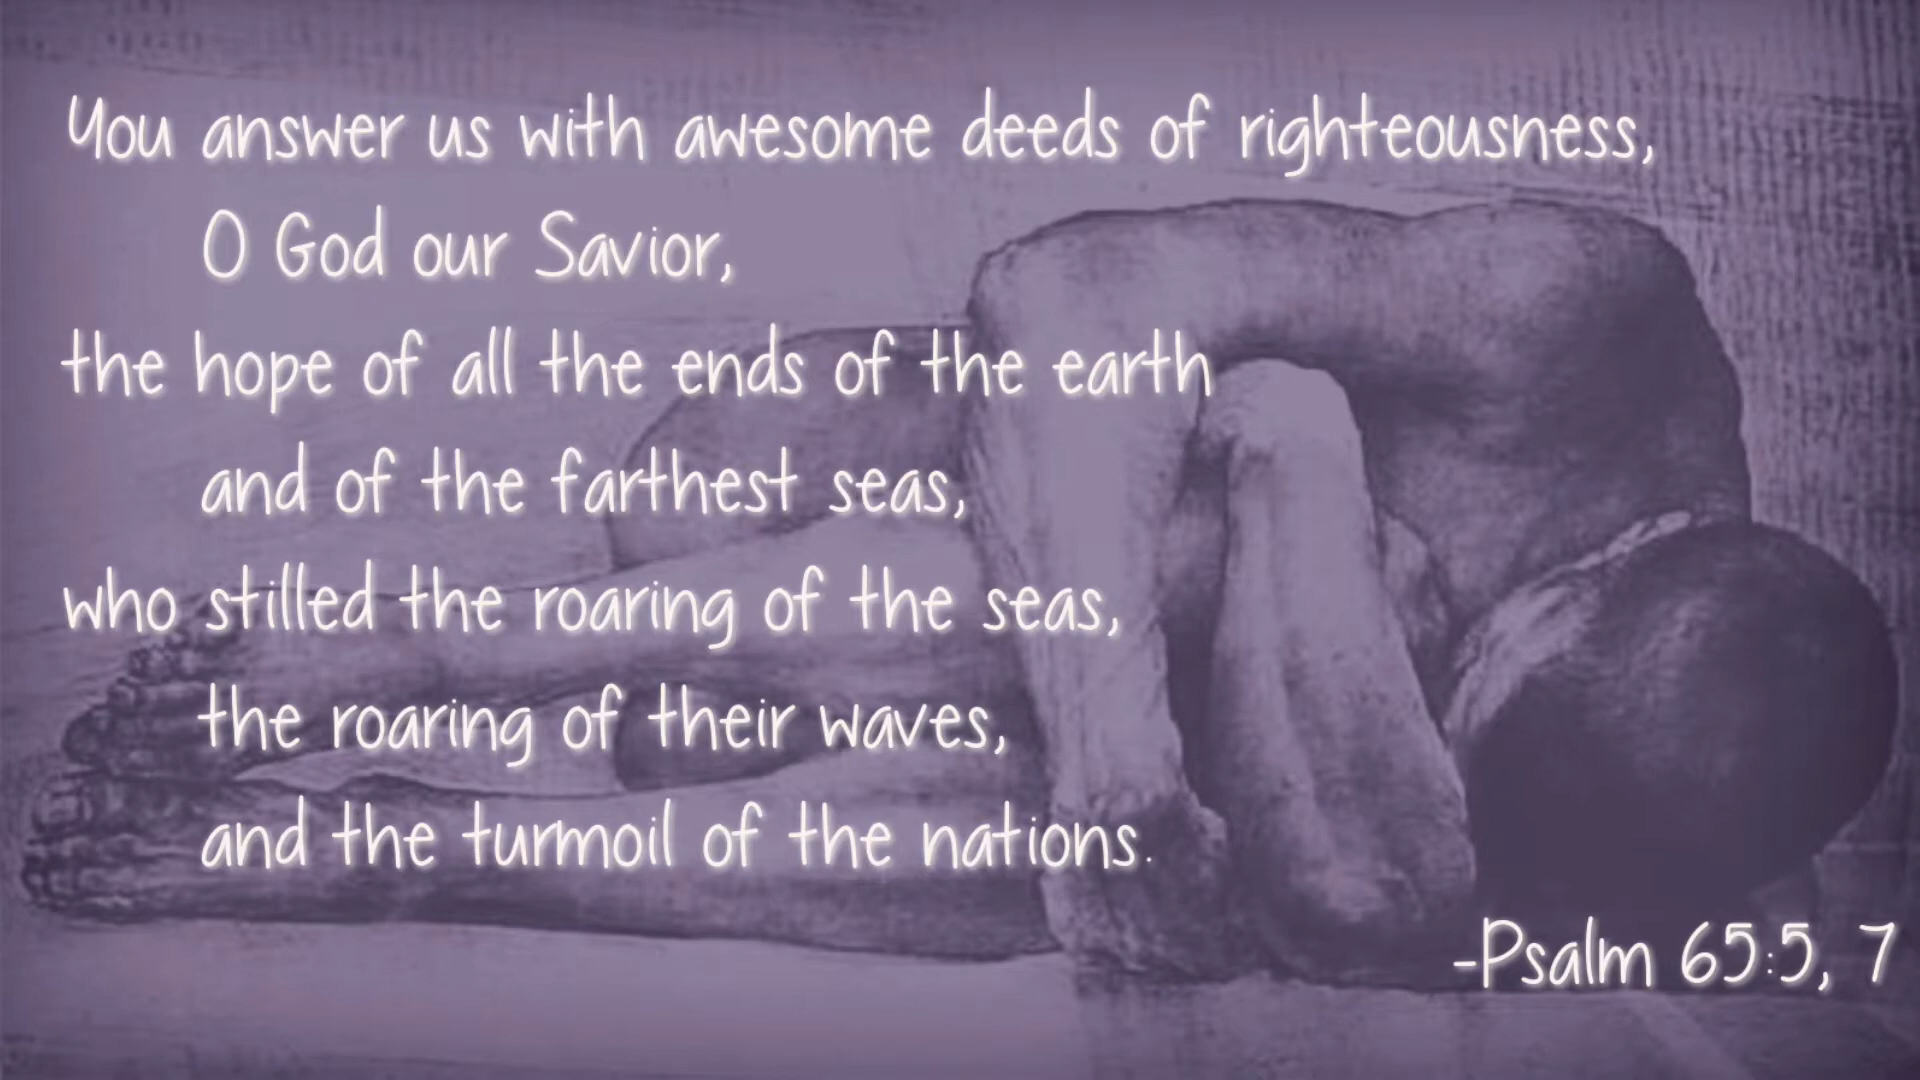 You answer us with awesome deeds of righteousness,
O God our Savior,
the hope of all the ends of the earth
and of the farthest seas,
who stilled the roaring of the seas,
the roaring of their waves,
and the turmoil of the nations.
-Psalm 65:5, 7